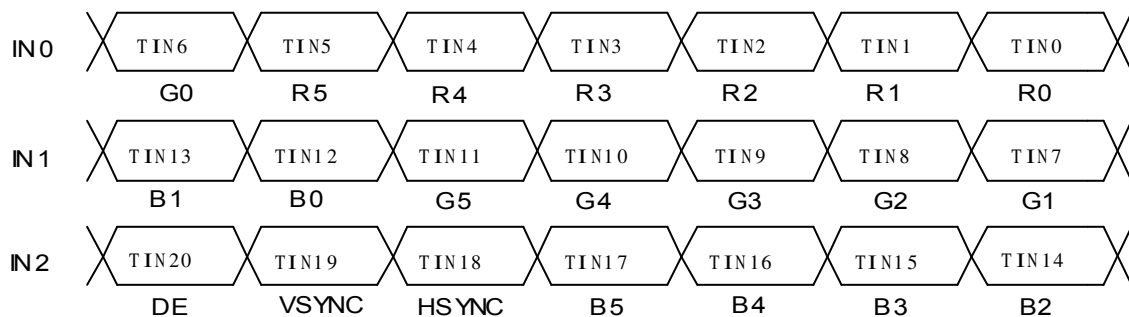 IN0 TIN6 TIN5 TIN4 TIN3 TIN2 TIN1 TIN0
G0 R5 R4 R3 R2 R1 R0
IN1 TIN13 TIN12 TIN11 TIN10 TIN9 TIN8 TIN7
B1 B0 G5 G4 G3 G2 G1
IN2 TIN20 TIN19 TIN18 TIN17 TIN16 TIN15 TIN14
DE VSYNC HSYNC B5 B4 B3 B2